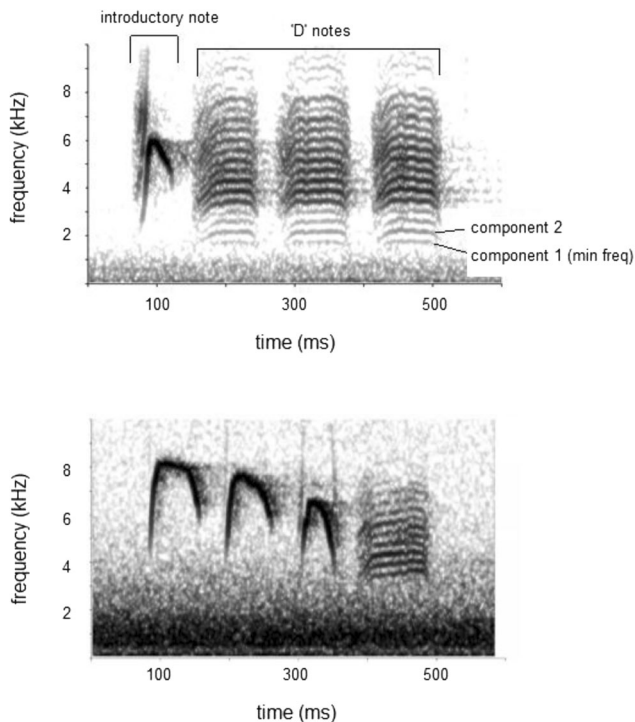 introductory note
'D' notes
8
6
4
2
frequency (kHz)
component 2
component 1 (min freq)
100
300
500
time (ms)
8
6
4
2
frequency (kHz)
100
300
500
time (ms)